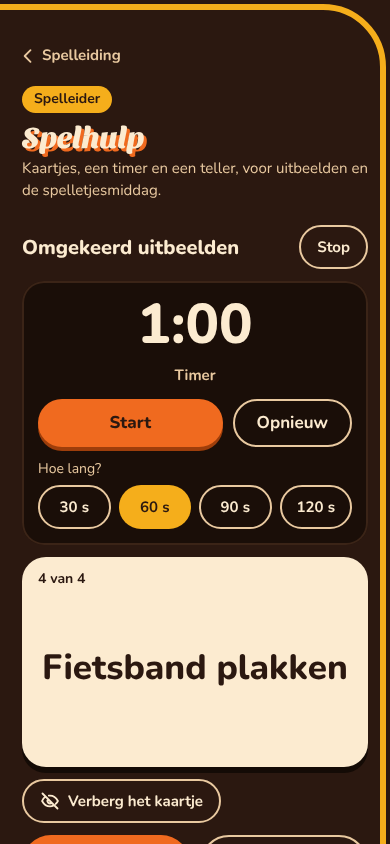 Spelleiding
Spelleider
Spelhulp
Kaartjes, een timer en een teller, voor uitbeelden en
de spelletjesmiddag.
Omgekeerd uitbeelden
Stop
1:00
Timer
Start
Opnieuw
Hoe lang?
30 s
60 s
90 s
120 s
4 van 4
Fietsband plakken
Verberg het kaartje